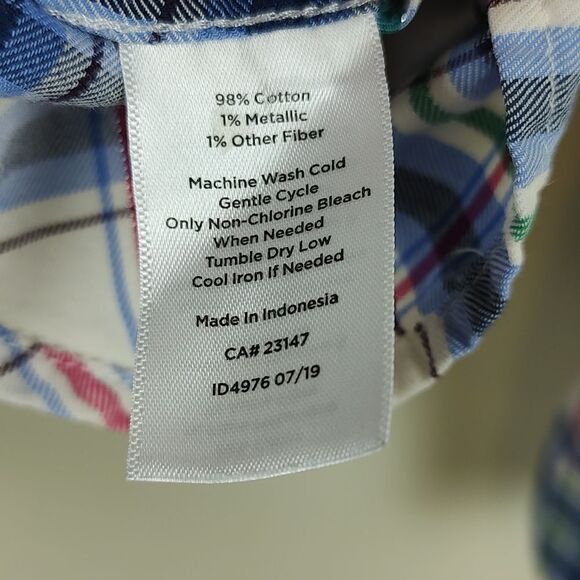 98% Cotton
1% Metallic
1% Other Fiber
Machine Wash Cold
Gentle Cycle
Only Non-Chlorine Bleach
When Needed
Tumble Dry Low
Cool Iron If Needed
Made In Indonesia
CA# 23147
ID4976 07/19